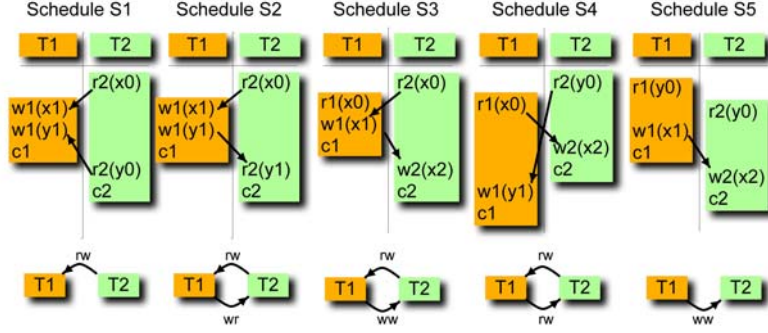 Schedule S1
T1 T2
r2(x0)
w1(x1)
w1(y1)
c1
r2(y0)
c2
rw
T1 T2
Schedule S2
T1 T2
r2(x0)
w1(x1)
w1(y1)
c1
r2(y1)
c2
rw
T1 T2
wr
Schedule S3
T1 T2
r2(x0)
r1(x0)
w1(x1)
c1
w2(x2)
c2
rw
T1 T2
ww
Schedule S4
T1 T2
r2(y0)
r1(x0)
w2(x2)
c2
w1(y1)
c1
rw
T1 T2
rw
Schedule S5
T1 T2
r1(y0)
r2(y0)
w1(x1)
w2(x2)
c2
T1 T2
ww